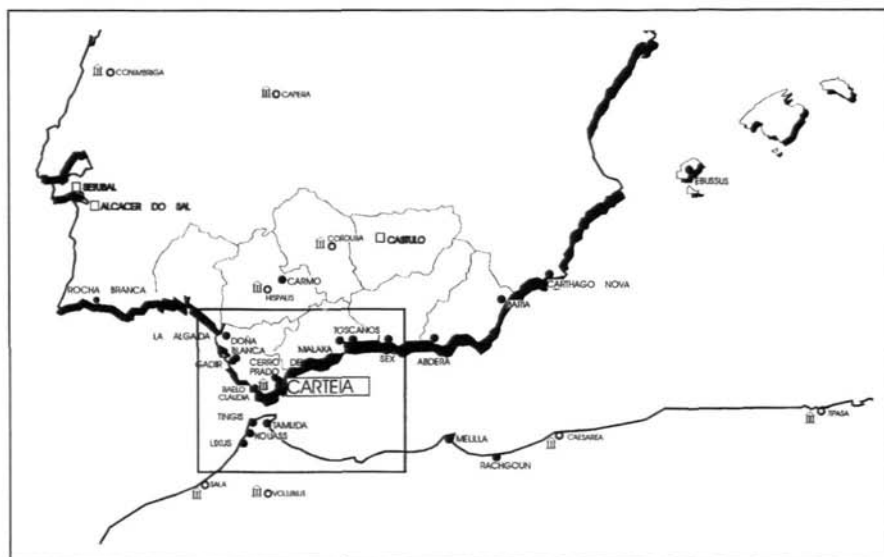 CONIMBRIGA
CAPERA
EBUSSUS
SETUBAL
ALCACER DO SAL
CORDUBA
CASTULO
CARMO
HISPALIS
ROCHA BRANCA
CARTHAGO NOVA
BARIA
LA ALGAIDA
DOÑA
BLANCA
GADIR
TOSCANOS
MALAKA
SEX
ABDERA
CERRO DEL
PRADO
CARTEIA
BAELO
CLAUDIA
TINGIS
TAMUDA
KOUASS
LIXUS
MELILLA
RACHGOUN
CAESAREA
TIPASA
SALA
VOLUBILIS